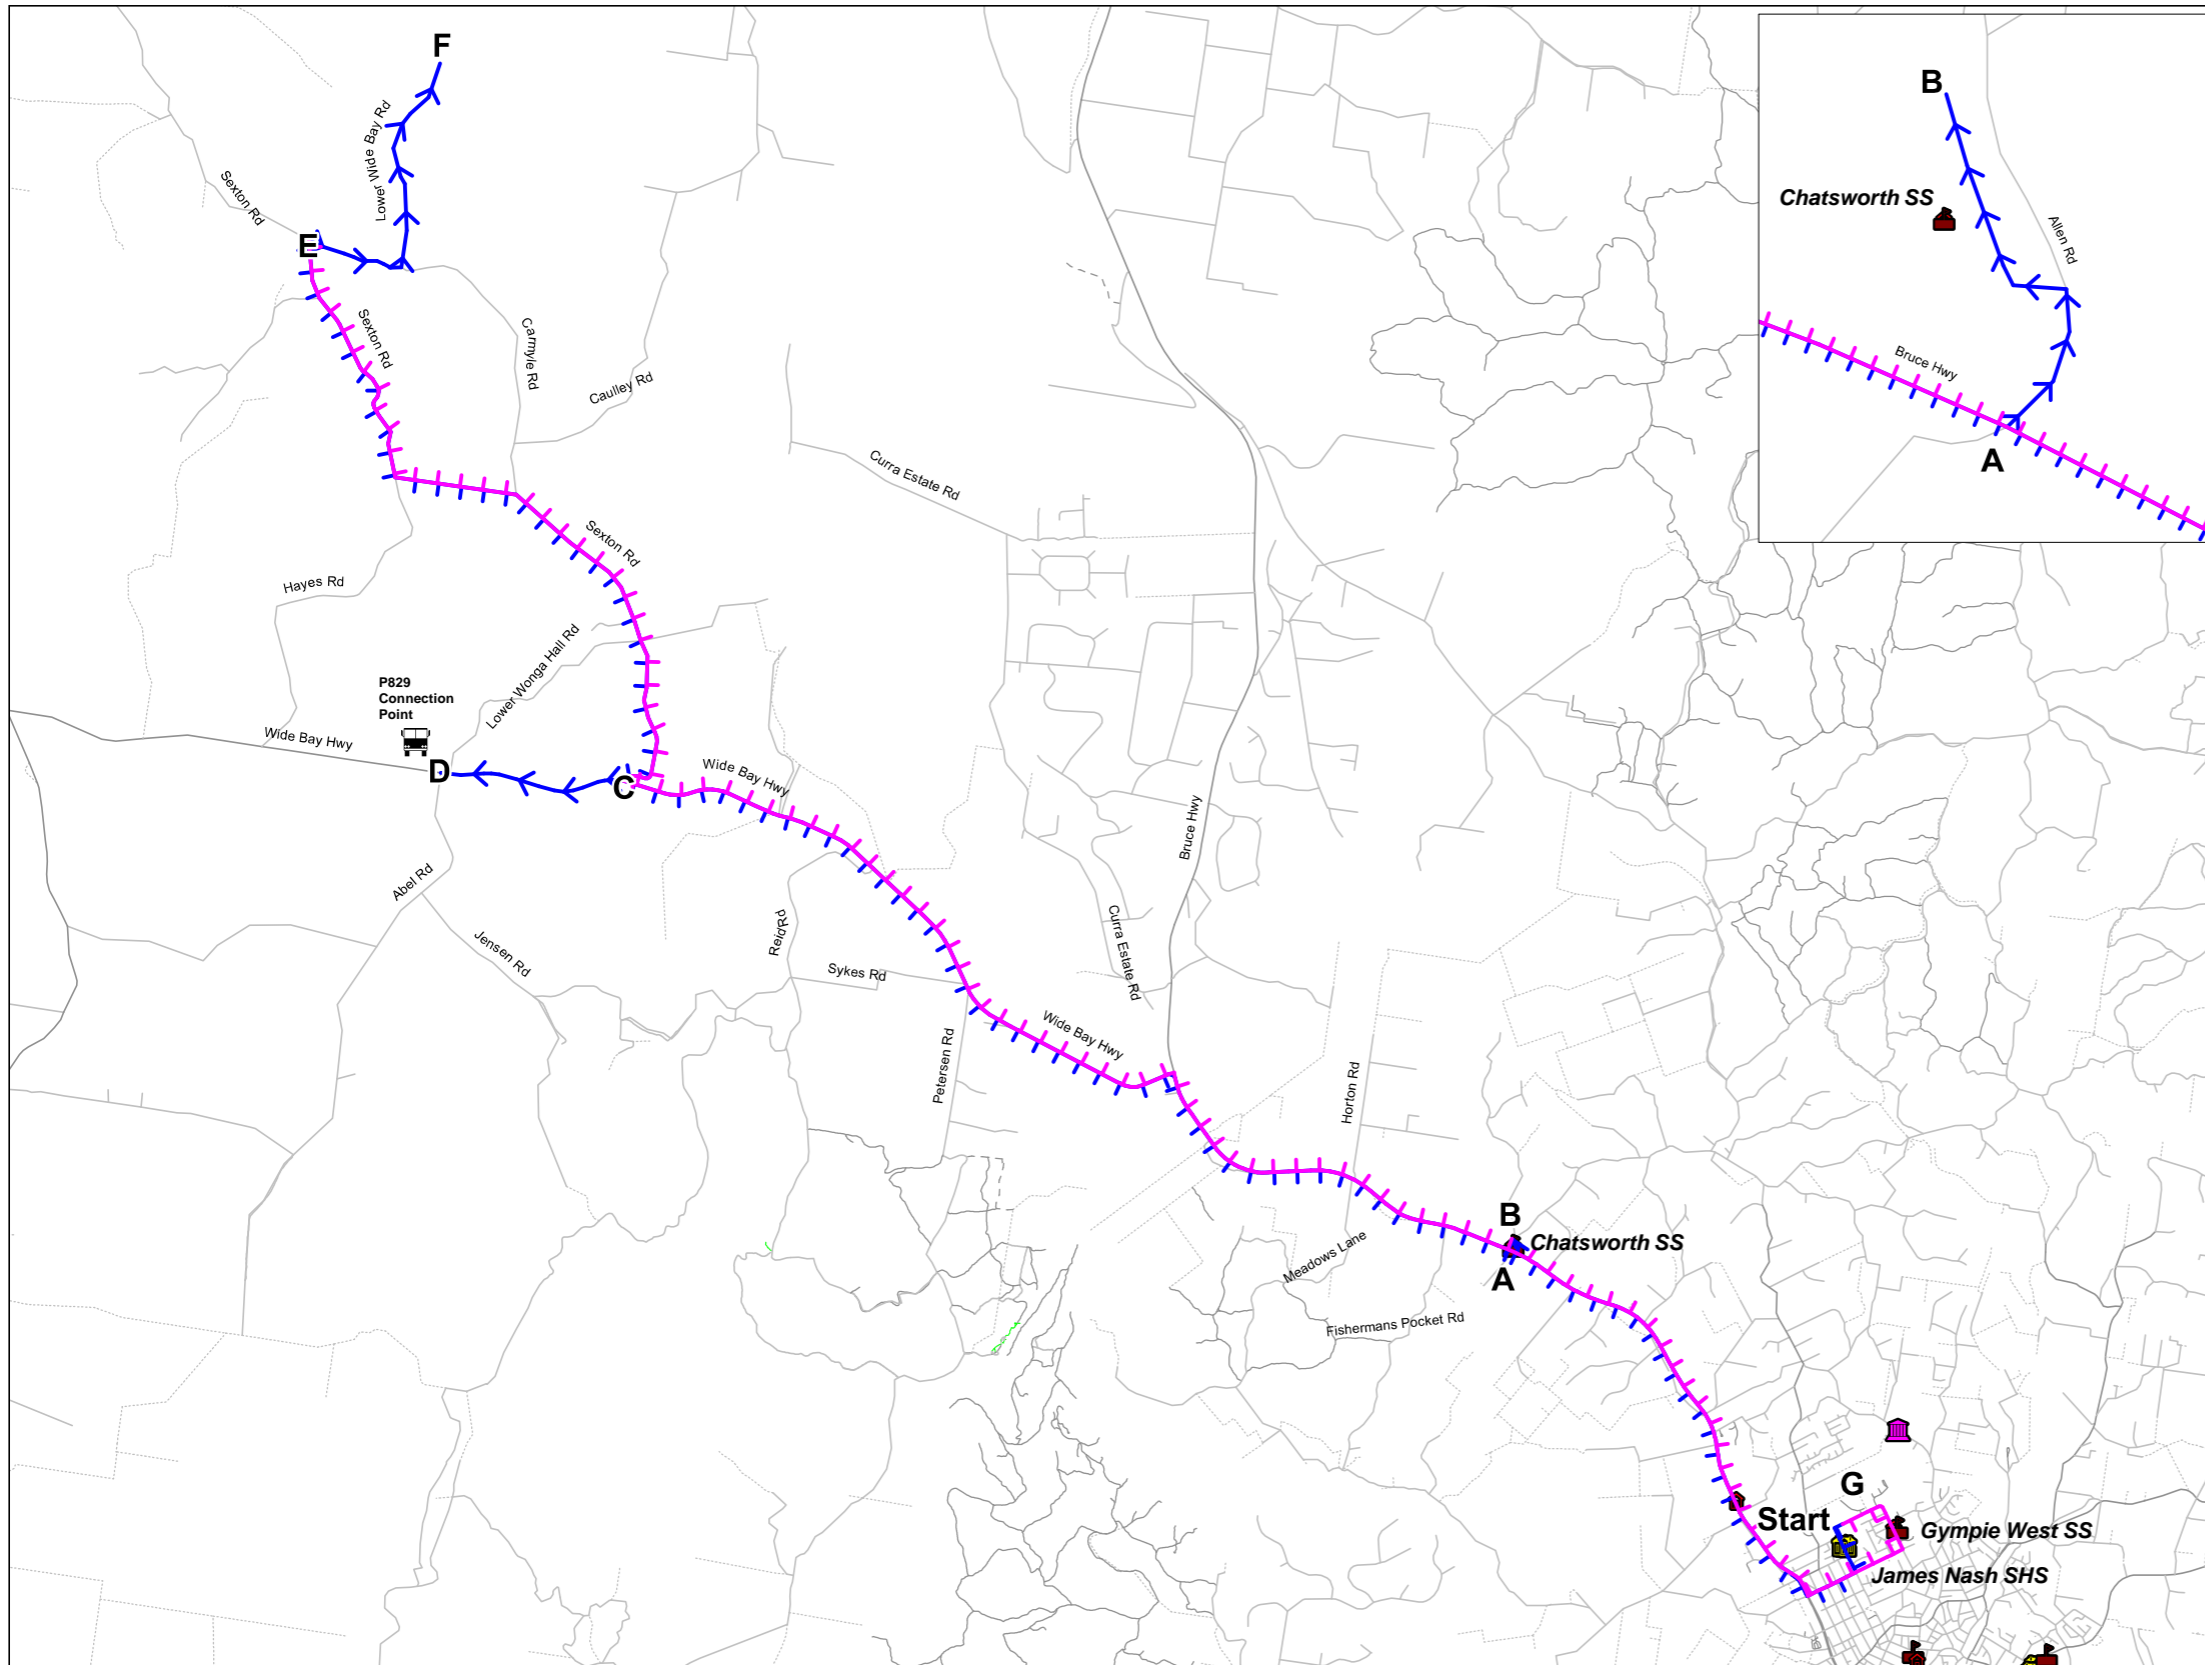 F
B
Lower Wide Bay Rd
Sexton Rd
Chatsworth SS
Allen Rd
E
Sexton Rd
Carmyle Rd
Bruce Hwy
Caulley Rd
A
Curra Estate Rd
Sexton Rd
Hayes Rd
Lower Wonga Hall Rd
P829
Connection
Point
Wide Bay Hwy
D
C
Wide Bay Hwy
Bruce Hwy
Abel Rd
Reid Rd
Curra Estate Rd
Jensen Rd
Sykes Rd
Wide Bay Hwy
Petersen Rd
Horton Rd
B
Chatsworth SS
Meadows Lane
A
Fishermans Pocket Rd
G
Start
Gympie West SS
James Nash SHS